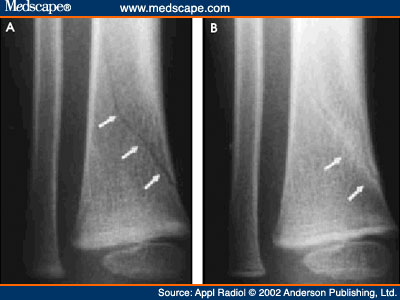 Medscape® www.medscape.com
A B
Source: Appl Radiol © 2002 Anderson Publishing, Ltd.